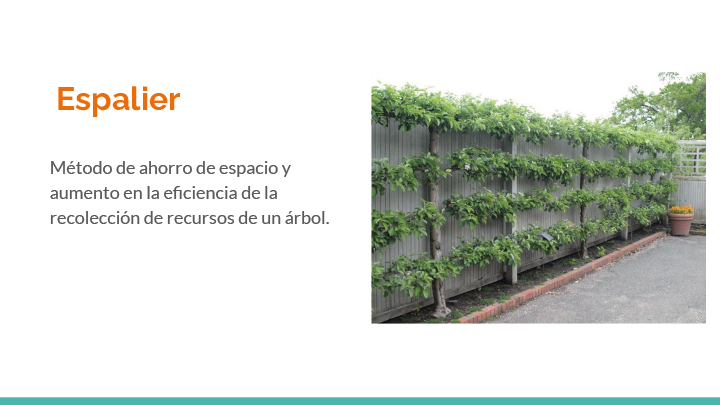 Espalier
Método de ahorro de espacio y
aumento en la eficiencia de la
recolección de recursos de un árbol.